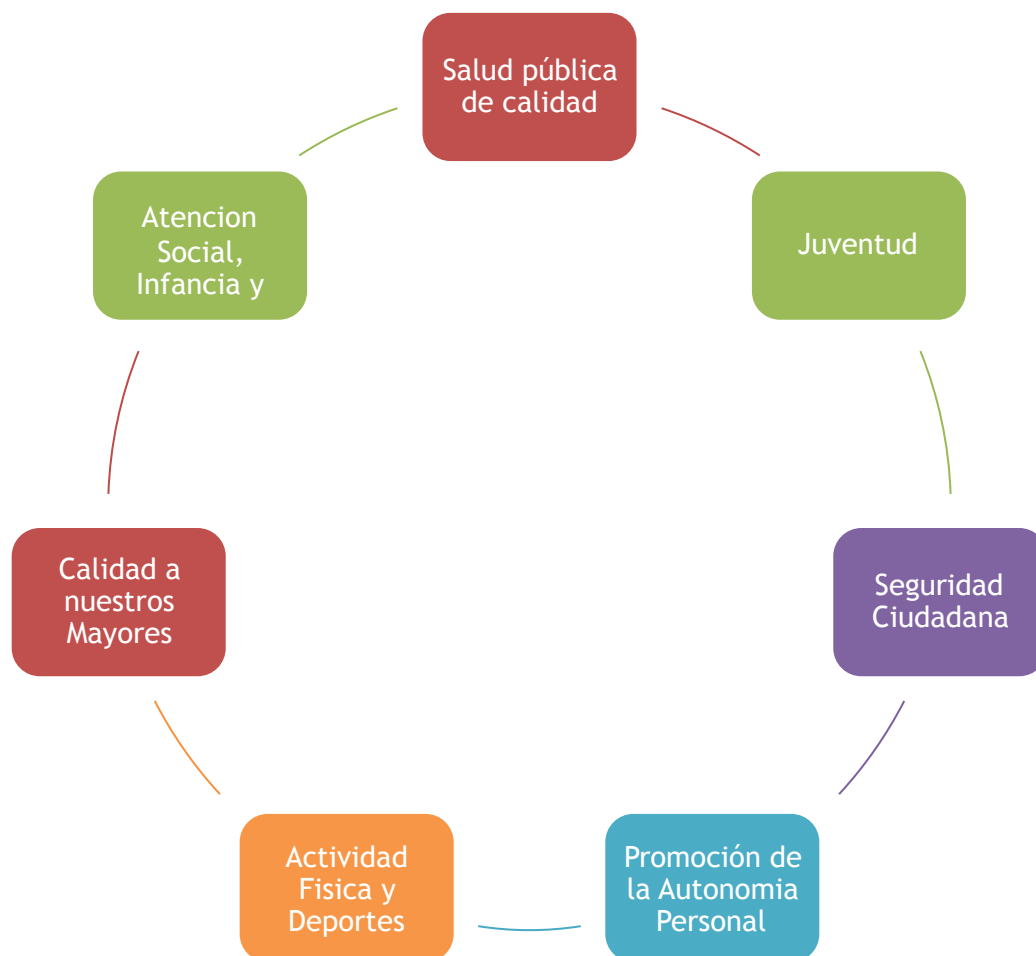 Salud pública
de calidad
Juventud
Seguridad
Ciudadana
Promoción de
la Autonomia
Personal
Actividad
Fisica y
Deportes
Calidad a
nuestros
Mayores
Atencion
Social,
Infancia y